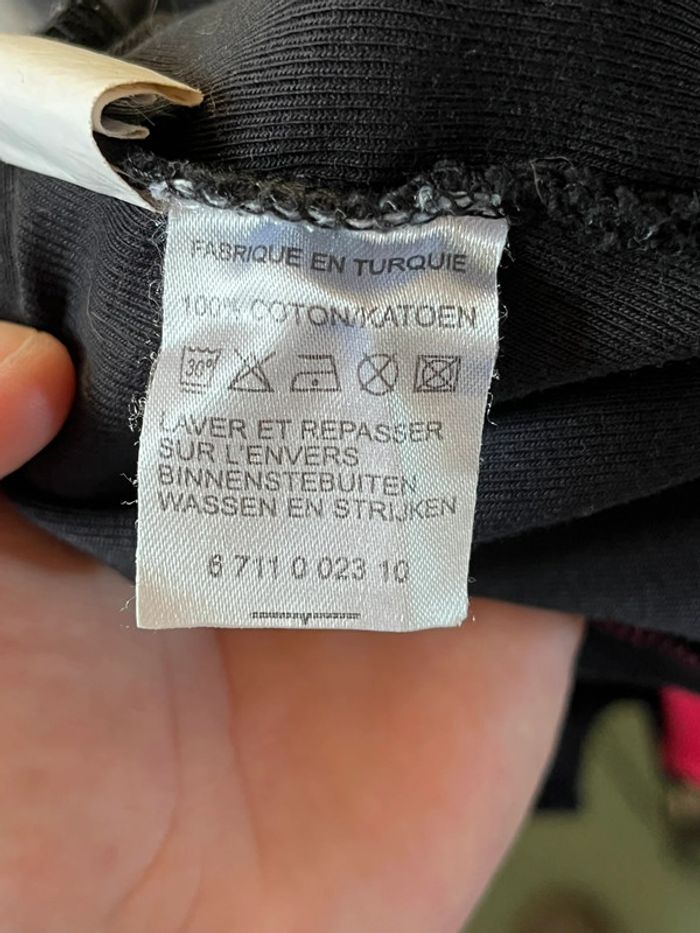 FABRIQUE EN TURQUIE
100% COTON/KATOEN
30°
LAVER ET REPASSER
SUR L'ENVERS
BINNENSTEBUITEN
WASSEN EN STRIJKEN
6 711 0 023 10